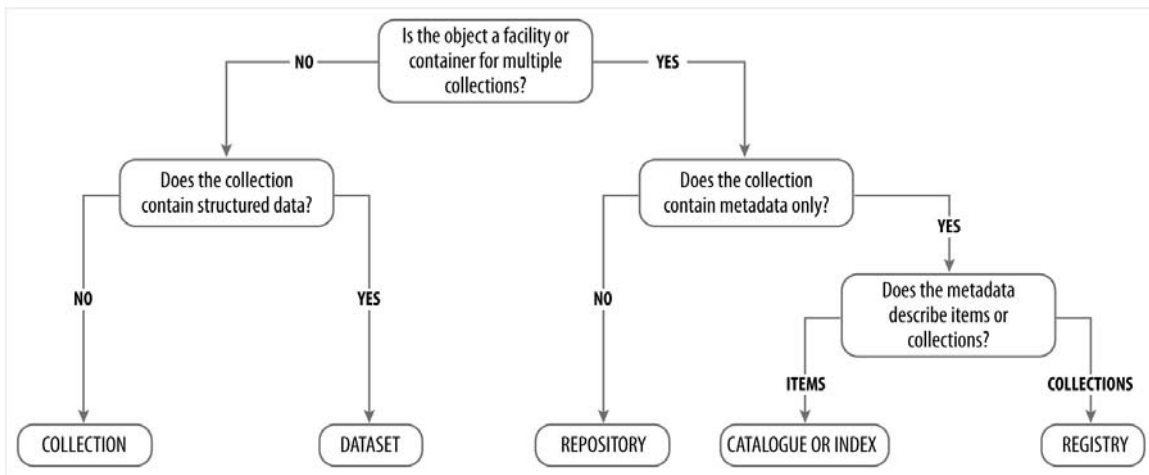 Is the object a facility or
container for multiple
collections?
NO
YES
Does the collection
contain structured data?
Does the collection
contain metadata only?
YES
NO
YES
NO
Does the metadata
describe items or
collections?
ITEMS
COLLECTIONS
COLLECTION
DATASET
REPOSITORY
CATALOGUE OR INDEX
REGISTRY